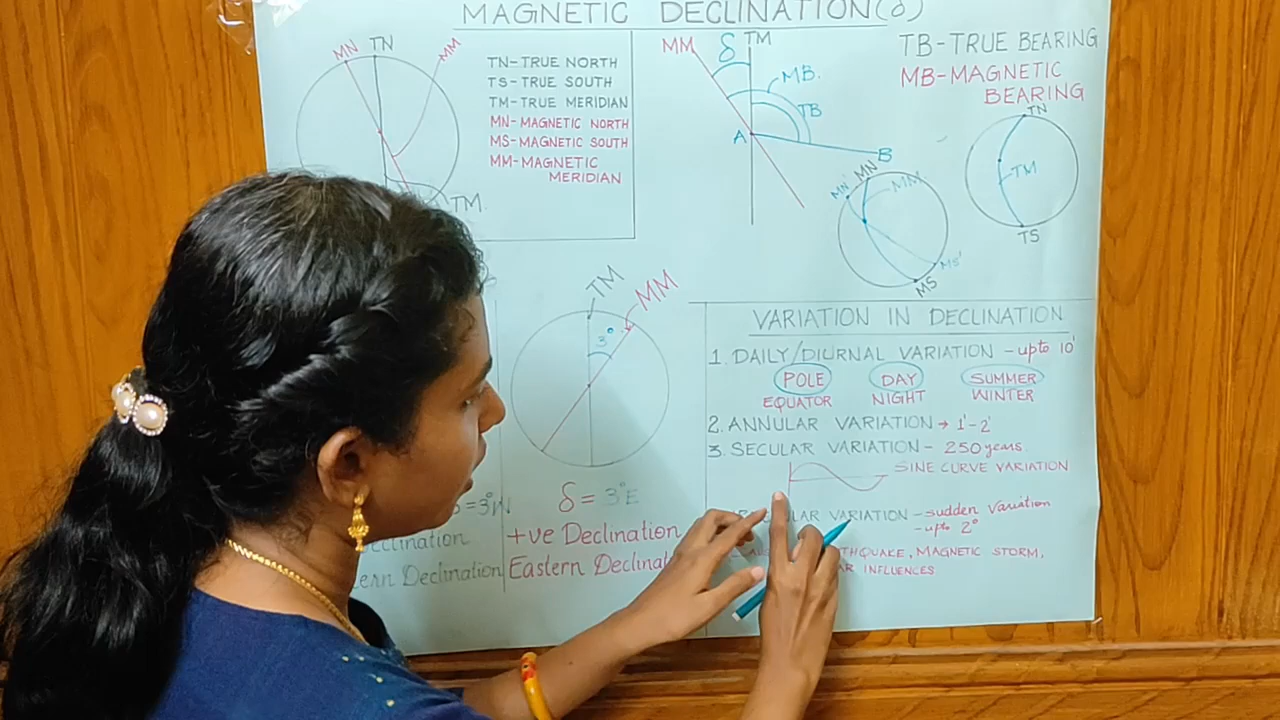 MAGNETIC DECLINATION(δ)
MN
TN
MM
TM
TN-TRUE NORTH
TS-TRUE SOUTH
TM-TRUE MERIDIAN
MN-MAGNETIC NORTH
MS-MAGNETIC SOUTH
MM-MAGNETIC
MERIDIAN
MM
δ
TM
MB.
TB
A
B
TB-TRUE BEARING
MB-MAGNETIC
BEARING
TN
TM
TS
MN'
MN
MM
MS'
MS
TM
MM
3°
=3°W
δ = 3°E
+ve Declination
Eastern
VARIATION IN DECLINATION
1. DAILY/DIURNAL VARIATION - upto 10'
POLE DAY SUMMER
EQUATOR NIGHT WINTER
2. ANNULAR VARIATION → 1'-2'
3. SECULAR VARIATION - 250 years
SINE CURVE VARIATION
VARIATION - sudden variation
- upto 2°
MAGNETIC STORM,
INFLUENCES